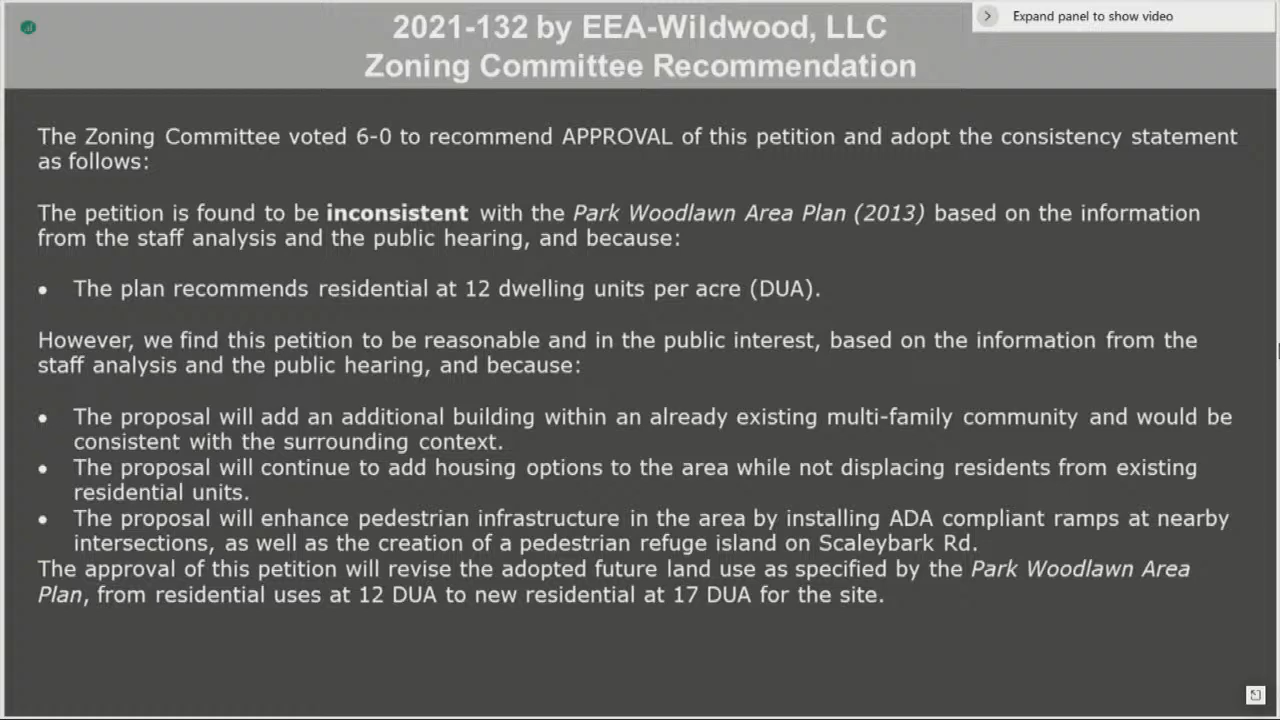 2021-132 by EEA-Wildwood, LLC
Expand panel to show video
Zoning Committee Recommendation
The Zoning Committee voted 6-0 to recommend APPROVAL of this petition and adopt the consistency statement
as follows:
The petition is found to be inconsistent with the Park Woodlawn Area Plan (2013) based on the information
from the staff analysis and the public hearing, and because:
• The plan recommends residential at 12 dwelling units per acre (DUA).
However, we find this petition to be reasonable and in the public interest, based on the information from the
staff analysis and the public hearing, and because:
• The proposal will add an additional building within an already existing multi-family community and would be
consistent with the surrounding context.
• The proposal will continue to add housing options to the area while not displacing residents from existing
residential units.
• The proposal will enhance pedestrian infrastructure in the area by installing ADA compliant ramps at nearby
intersections, as well as the creation of a pedestrian refuge island on Scaleybark Rd.
The approval of this petition will revise the adopted future land use as specified by the Park Woodlawn Area
Plan, from residential uses at 12 DUA to new residential at 17 DUA for the site.